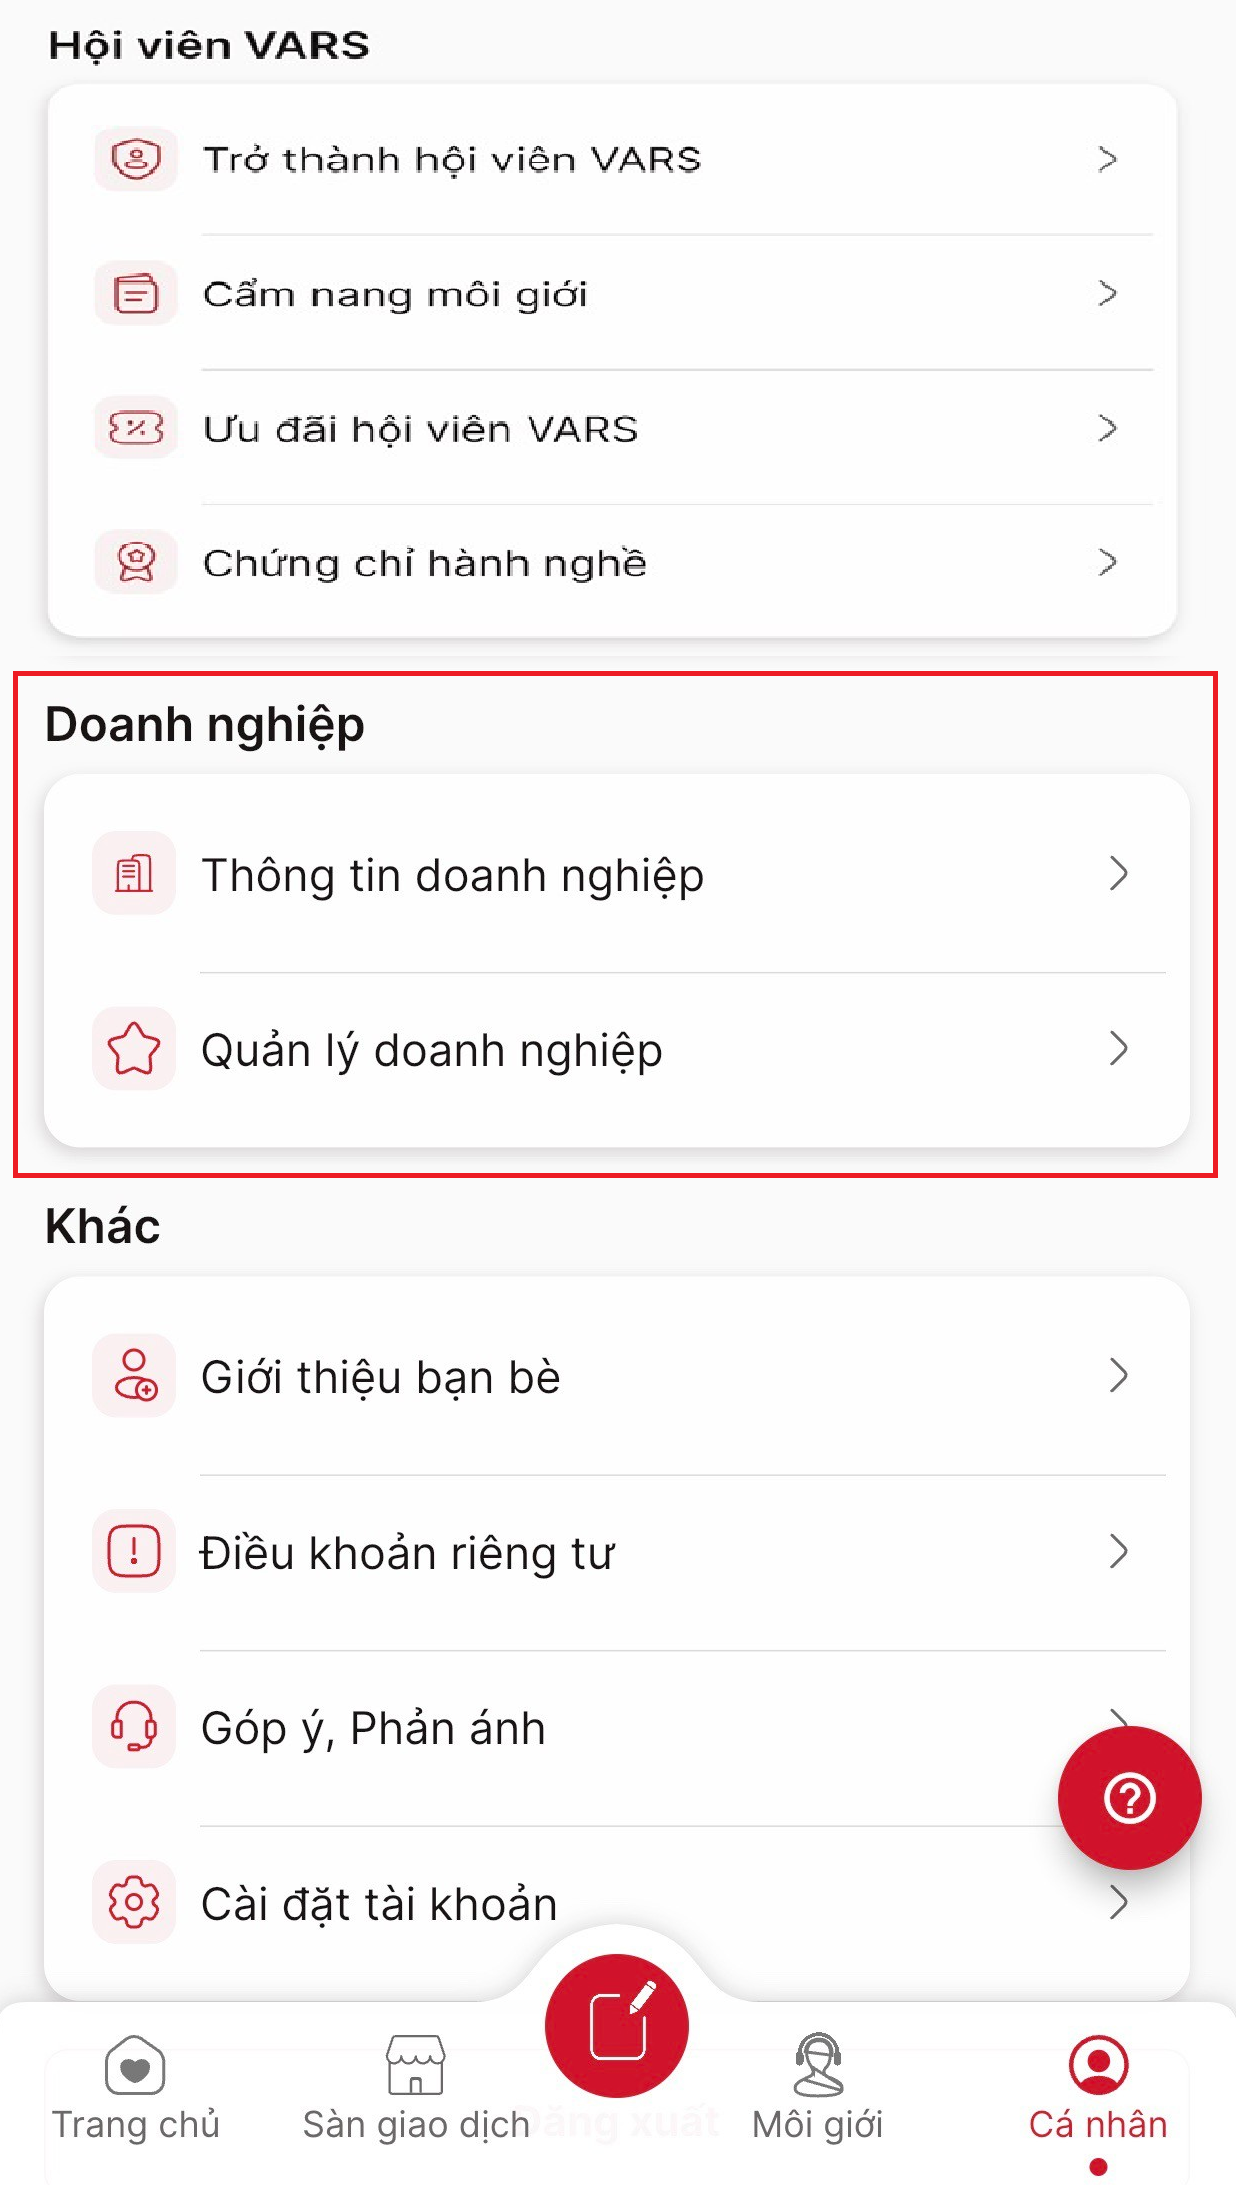 Hội viên VARS
Trở thành hội viên VARS
Cẩm nang môi giới
Ưu đãi hội viên VARS
Chứng chỉ hành nghề
Doanh nghiệp
Thông tin doanh nghiệp
Quản lý doanh nghiệp
Khác
Giới thiệu bạn bè
Điều khoản riêng tư
Góp ý, Phản ánh
Cài đặt tài khoản
Đăng xuất
Trang chủ
Sàn giao dịch
Môi giới
Cá nhân